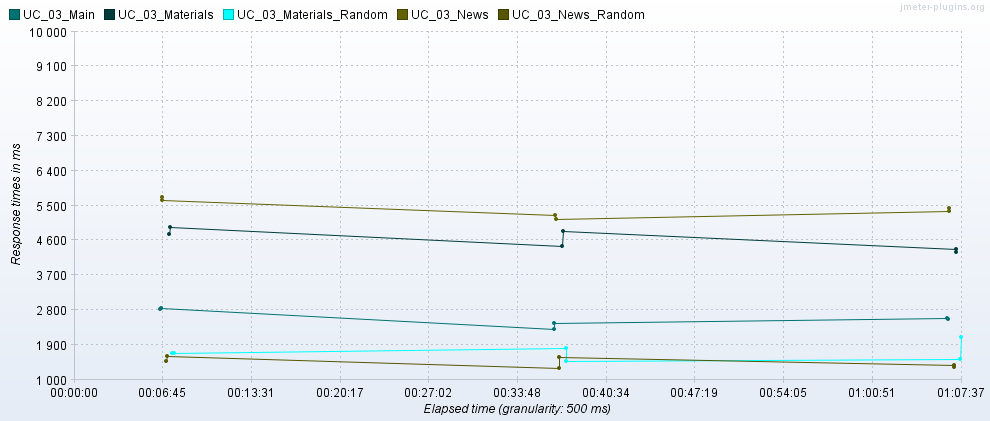 UC_03_Main UC_03_Materials UC_03_Materials_Random UC_03_News UC_03_News_Random
jmeter-plugins.org
10 000
9 100
8 200
7 300
6 400
5 500
4 600
3 700
2 800
1 900
1 000
Response times in ms
00:00:00 00:06:45 00:13:31 00:20:17 00:27:02 00:33:48 00:40:34 00:47:19 00:54:05 01:00:51 01:07:37
Elapsed time (granularity: 500 ms)